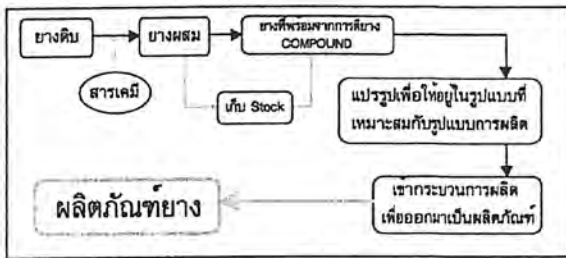 ยางดิบ
ยางผสม
ยางที่พร้อมจากการตียาง
COMPOUND
สารเคมี
เก็บ Stock
แปรรูปเพื่อให้อยู่ในรูปแบบที่
เหมาะสมกับรูปแบบการผลิต
เข้ากระบวนการผลิต
เพื่อออกมาเป็นผลิตภัณฑ์
ผลิตภัณฑ์ยาง